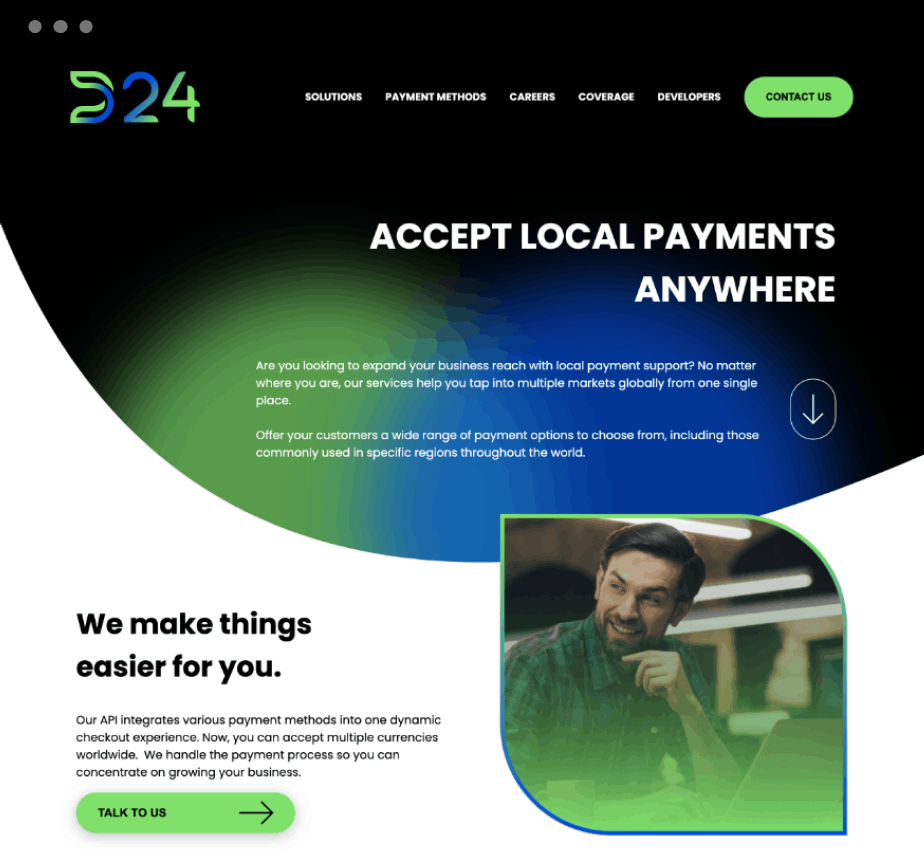 D24
SOLUTIONS
PAYMENT METHODS
CAREERS
COVERAGE
DEVELOPERS
CONTACT US
ACCEPT LOCAL PAYMENTS
ANYWHERE
Are you looking to expand your business reach with local payment support? No matter
where you are, our services help you tap into multiple markets globally from one single
place.
Offer your customers a wide range of payment options to choose from, including those
commonly used in specific regions throughout the world.
We make things
easier for you.
Our API integrates various payment methods into one dynamic
checkout experience. Now, you can accept multiple currencies
worldwide.  We handle the payment process so you can
concentrate on growing your business.
TALK TO US